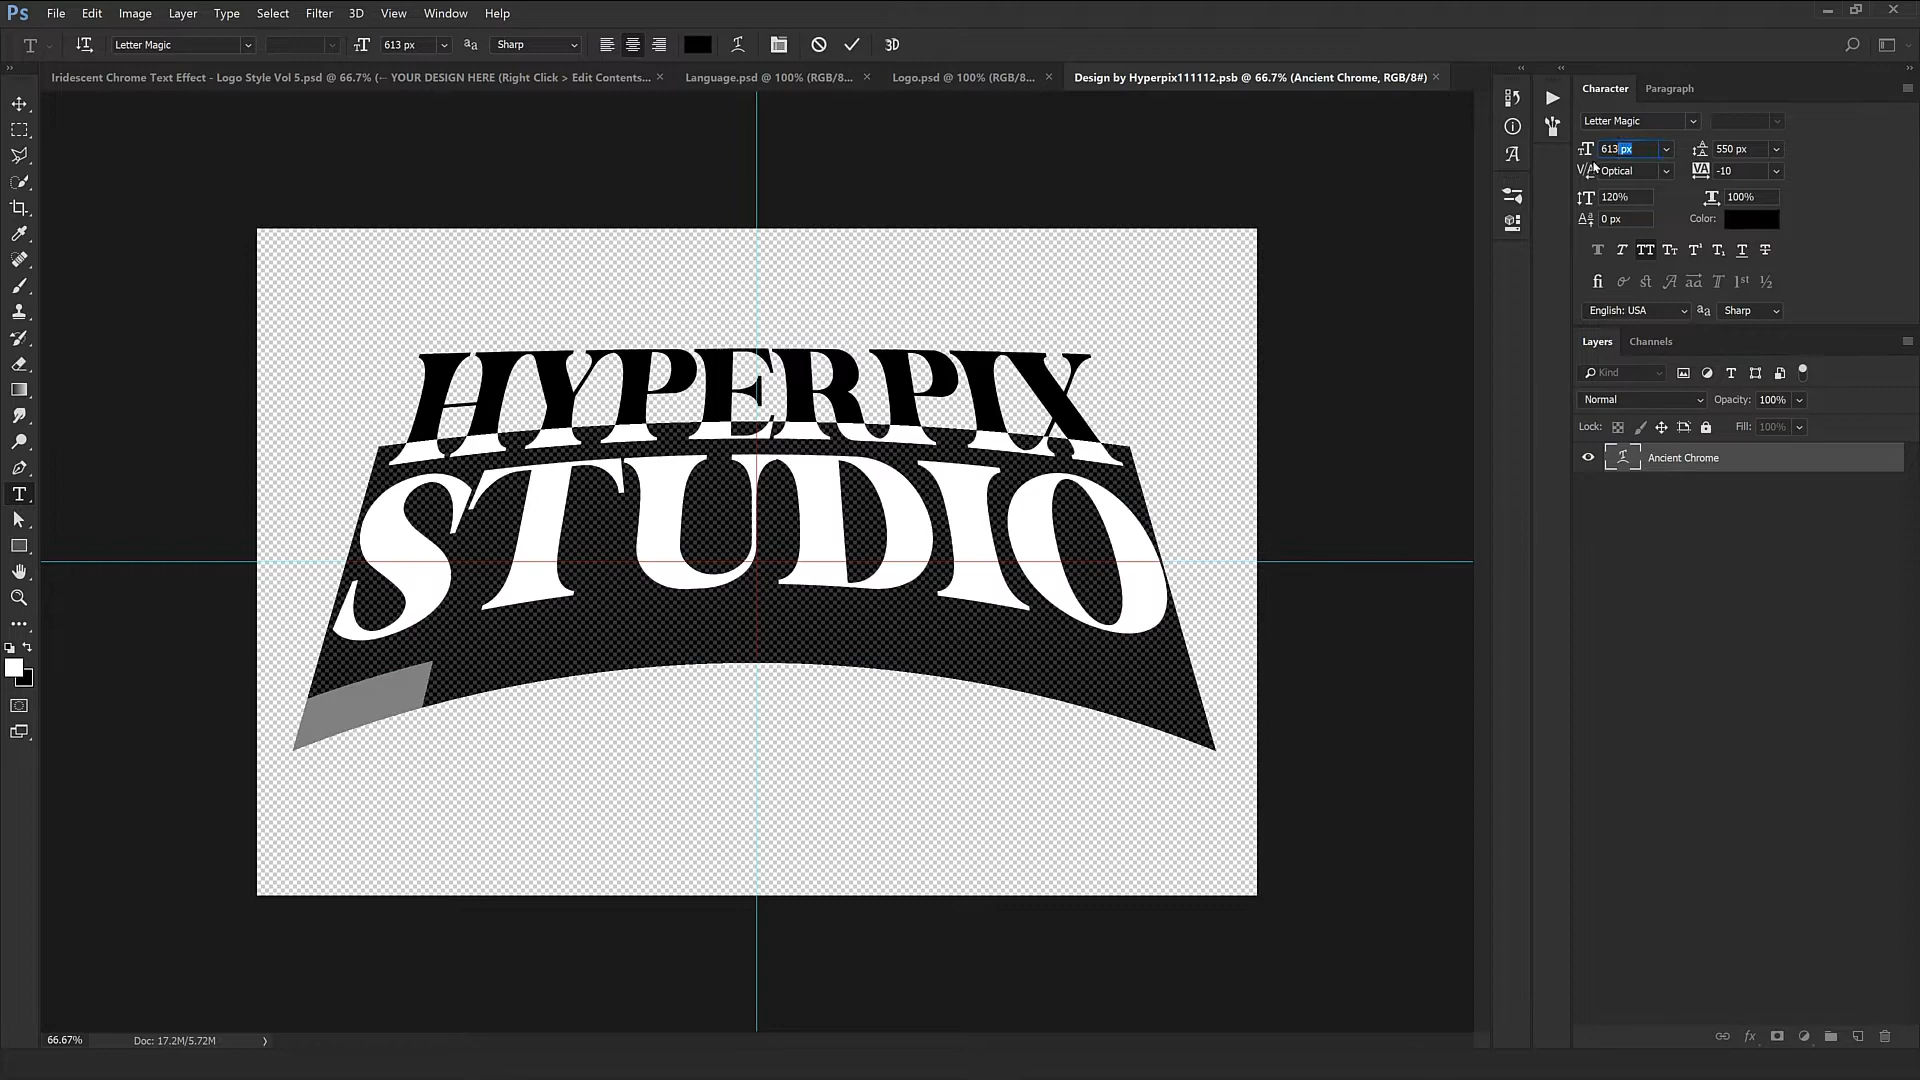 Ps File Edit Image Layer Type Select Filter 3D View Window Help
Letter Magic 613 px Sharp 3D
Iridescent Chrome Text Effect - Logo Style Vol 5.psd @ 66.7% (← YOUR DESIGN HERE (Right Click > Edit Contents... × Language.psd @ 100% (RGB/8... × Logo.psd @ 100% (RGB/8... × Design by Hyperpix111112.psb @ 66.7% (Ancient Chrome, RGB/8#) ×
Character Paragraph
Letter Magic
613 px 550 px
Optical -10
120% 100%
0 px Color:
English: USA Sharp
Layers Channels
Kind
Normal Opacity: 100%
Lock: Fill: 100%
Ancient Chrome
HYPERPIX
STUDIO
66.67% Doc: 17.2M/5.72M